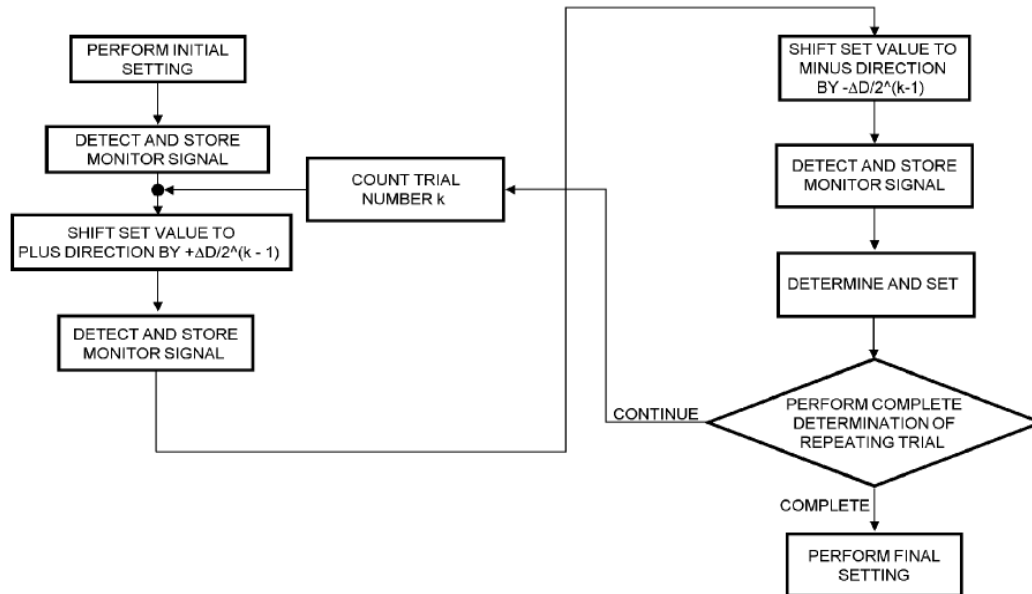 PERFORM INITIAL
SETTING
DETECT AND STORE
MONITOR SIGNAL
COUNT TRIAL
NUMBER k
SHIFT SET VALUE TO
PLUS DIRECTION BY +ΔD/2^(k - 1)
DETECT AND STORE
MONITOR SIGNAL
SHIFT SET VALUE TO
MINUS DIRECTION
BY -ΔD/2^(k-1)
DETECT AND STORE
MONITOR SIGNAL
DETERMINE AND SET
PERFORM COMPLETE
DETERMINATION OF
REPEATING TRIAL
CONTINUE
COMPLETE
PERFORM FINAL
SETTING